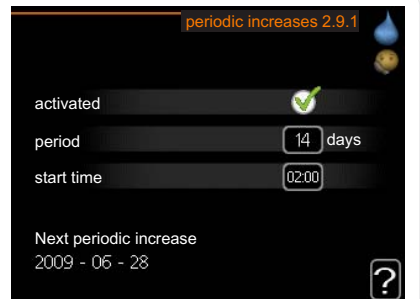 periodic increases 2.9.1
activated
period 14 days
start time 02:00
Next periodic increase
2009 - 06 - 28
?